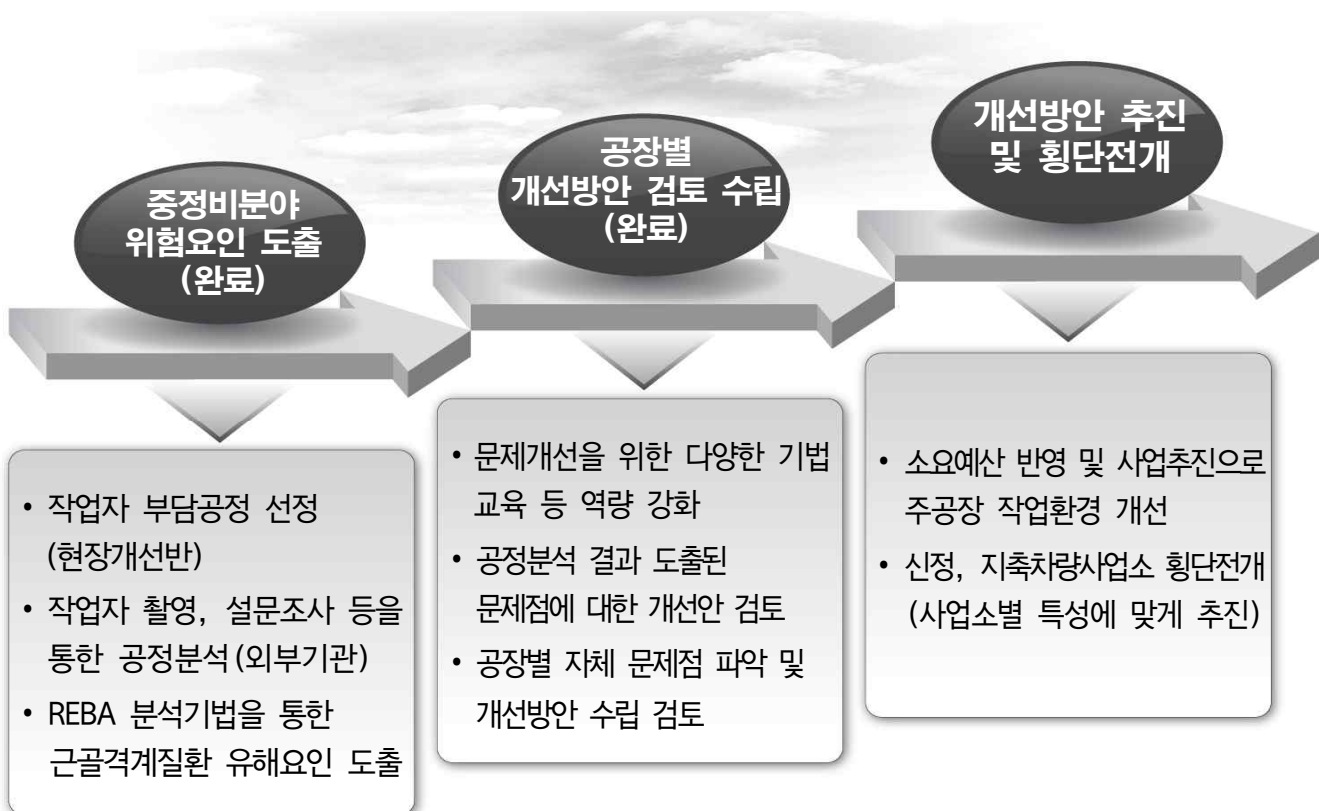 중정비분야
위험요인 도출
(완료)
• 작업자 부담공정 선정
(현장개선반)
• 작업자 촬영, 설문조사 등을
통한 공정분석(외부기관)
• REBA 분석기법을 통한
근골격계질환 유해요인 도출
공장별
개선방안 검토 수립
(완료)
• 문제개선을 위한 다양한 기법
교육 등 역량 강화
• 공정분석 결과 도출된
문제점에 대한 개선안 검토
• 공장별 자체 문제점 파악 및
개선방안 수립 검토
개선방안 추진
및 횡단전개
• 소요예산 반영 및 사업추진으로
주공장 작업환경 개선
• 신정, 지축차량사업소 횡단전개
(사업소별 특성에 맞게 추진)